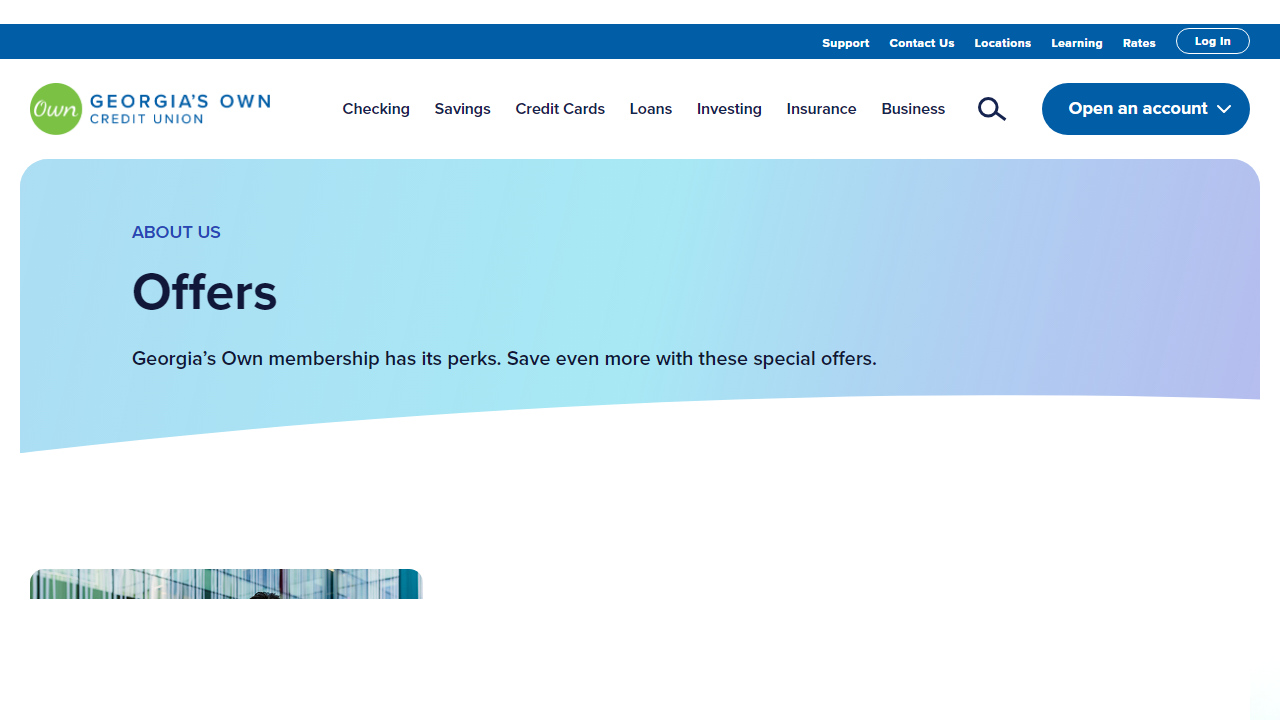 Support Contact Us Locations Learning Rates Log In
Own GEORGIA'S OWN
CREDIT UNION
Checking Savings Credit Cards Loans Investing Insurance Business Open an account
ABOUT US
Offers
Georgia’s Own membership has its perks. Save even more with these special offers.